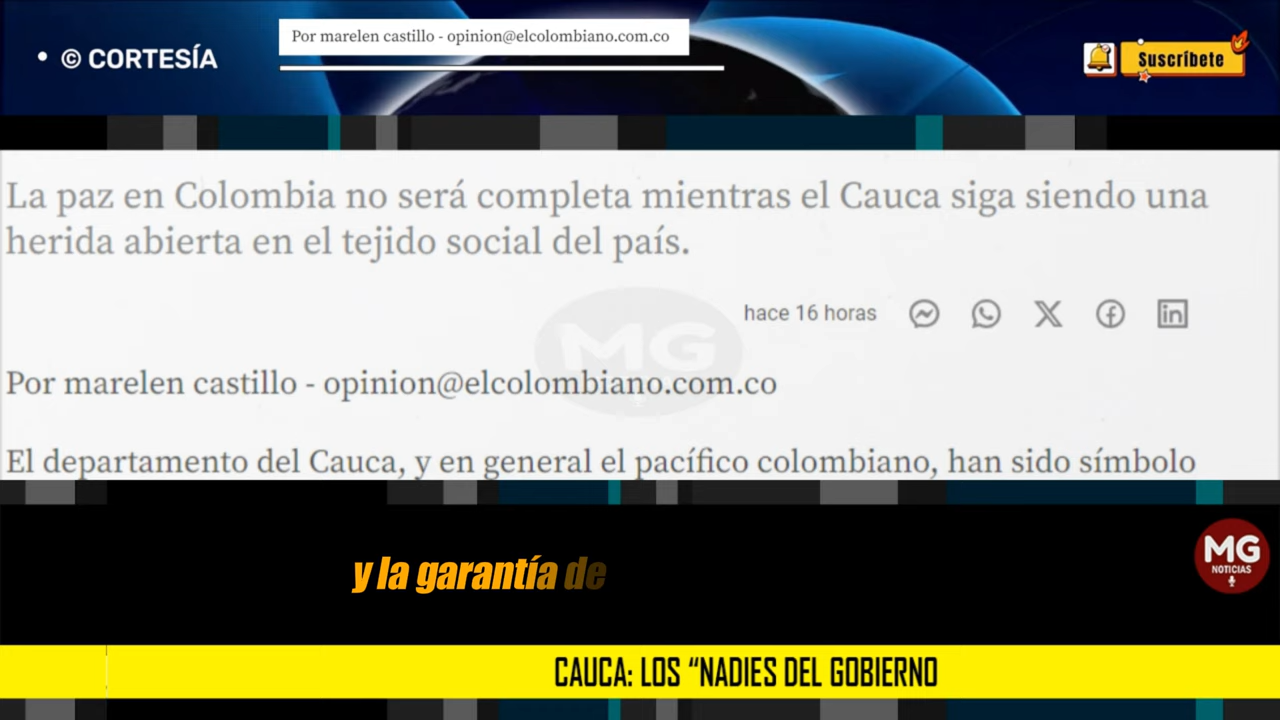 • © CORTESÍA
Por marelen castillo - opinion@elcolombiano.com.co
Suscríbete
La paz en Colombia no será completa mientras el Cauca siga siendo una
herida abierta en el tejido social del país.
hace 16 horas
MG
Por marelen castillo - opinion@elcolombiano.com.co
El departamento del Cauca, y en general el pacífico colombiano, han sido símbolo
y la garantía de
MG
NOTICIAS
CAUCA: LOS “NADIES DEL GOBIERNO